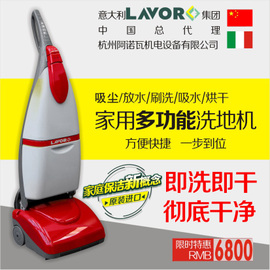 意大利LAVOR集团
中国总代理
杭州阿诺瓦机电设备有限公司
吸尘/放水/刷洗/吸水/烘干
家用多功能洗地机
方便快捷 一步到位
LAVOR
家庭保洁新概念
原装进口
即洗即干
彻底干净
限时特惠
RMB6800